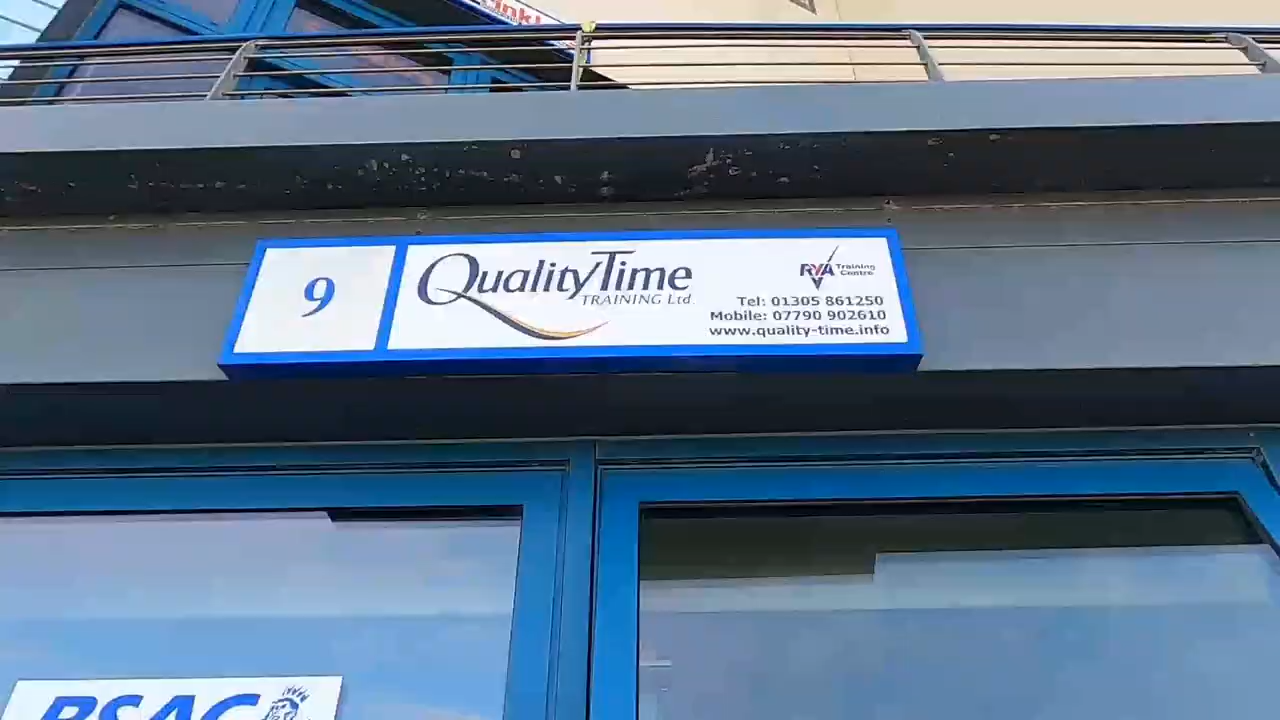 9
QualityTime
TRAINING Ltd.
RYA Training
Centre
Tel: 01305 861250
Mobile: 07790 902610
www.quality-time.info
BSAC